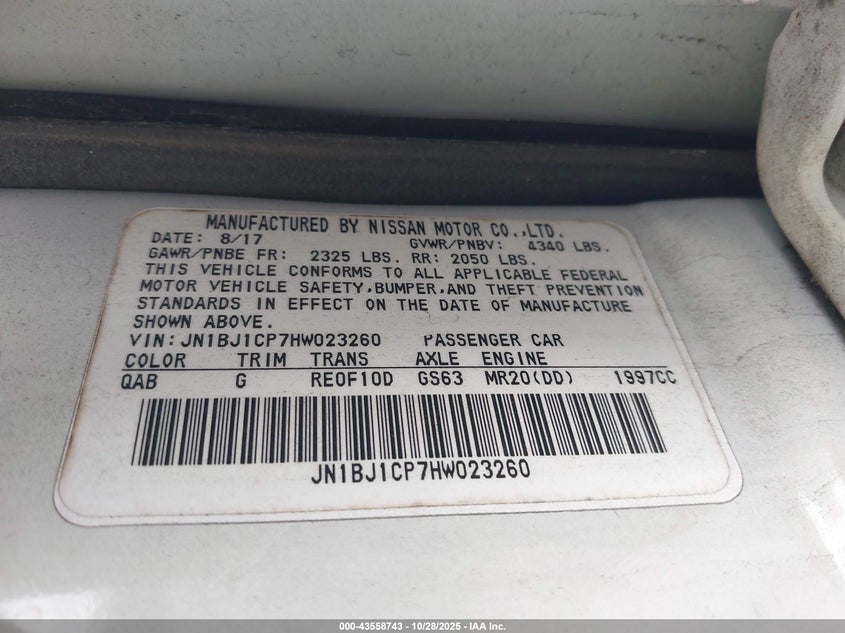 MANUFACTURED BY NISSAN MOTOR CO.,LTD.
DATE: 8/17 GVWR/PNBV: 4340 LBS.
GAWR/PNBE FR: 2325 LBS. RR: 2050 LBS.
THIS VEHICLE CONFORMS TO ALL APPLICABLE FEDERAL
MOTOR VEHICLE SAFETY,BUMPER,AND THEFT PREVENTION
STANDARDS IN EFFECT ON THE DATE OF MANUFACTURE
SHOWN ABOVE.
VIN: JN1BJ1CP7HW023260 PASSENGER CAR
COLOR TRIM TRANS AXLE ENGINE
QAB G RE0F10D GS63 MR20(DD) 1997CC
JN1BJ1CP7HW023260
000-43558743 | 10/28/2025 - IAA Inc.